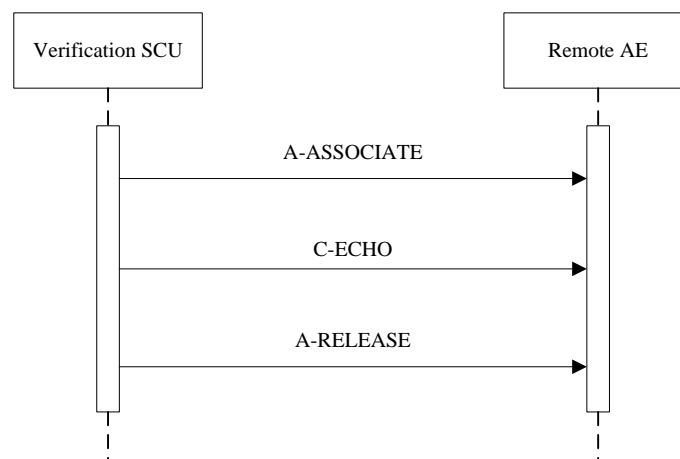 Verification SCU
Remote AE
A-ASSOCIATE
C-ECHO
A-RELEASE